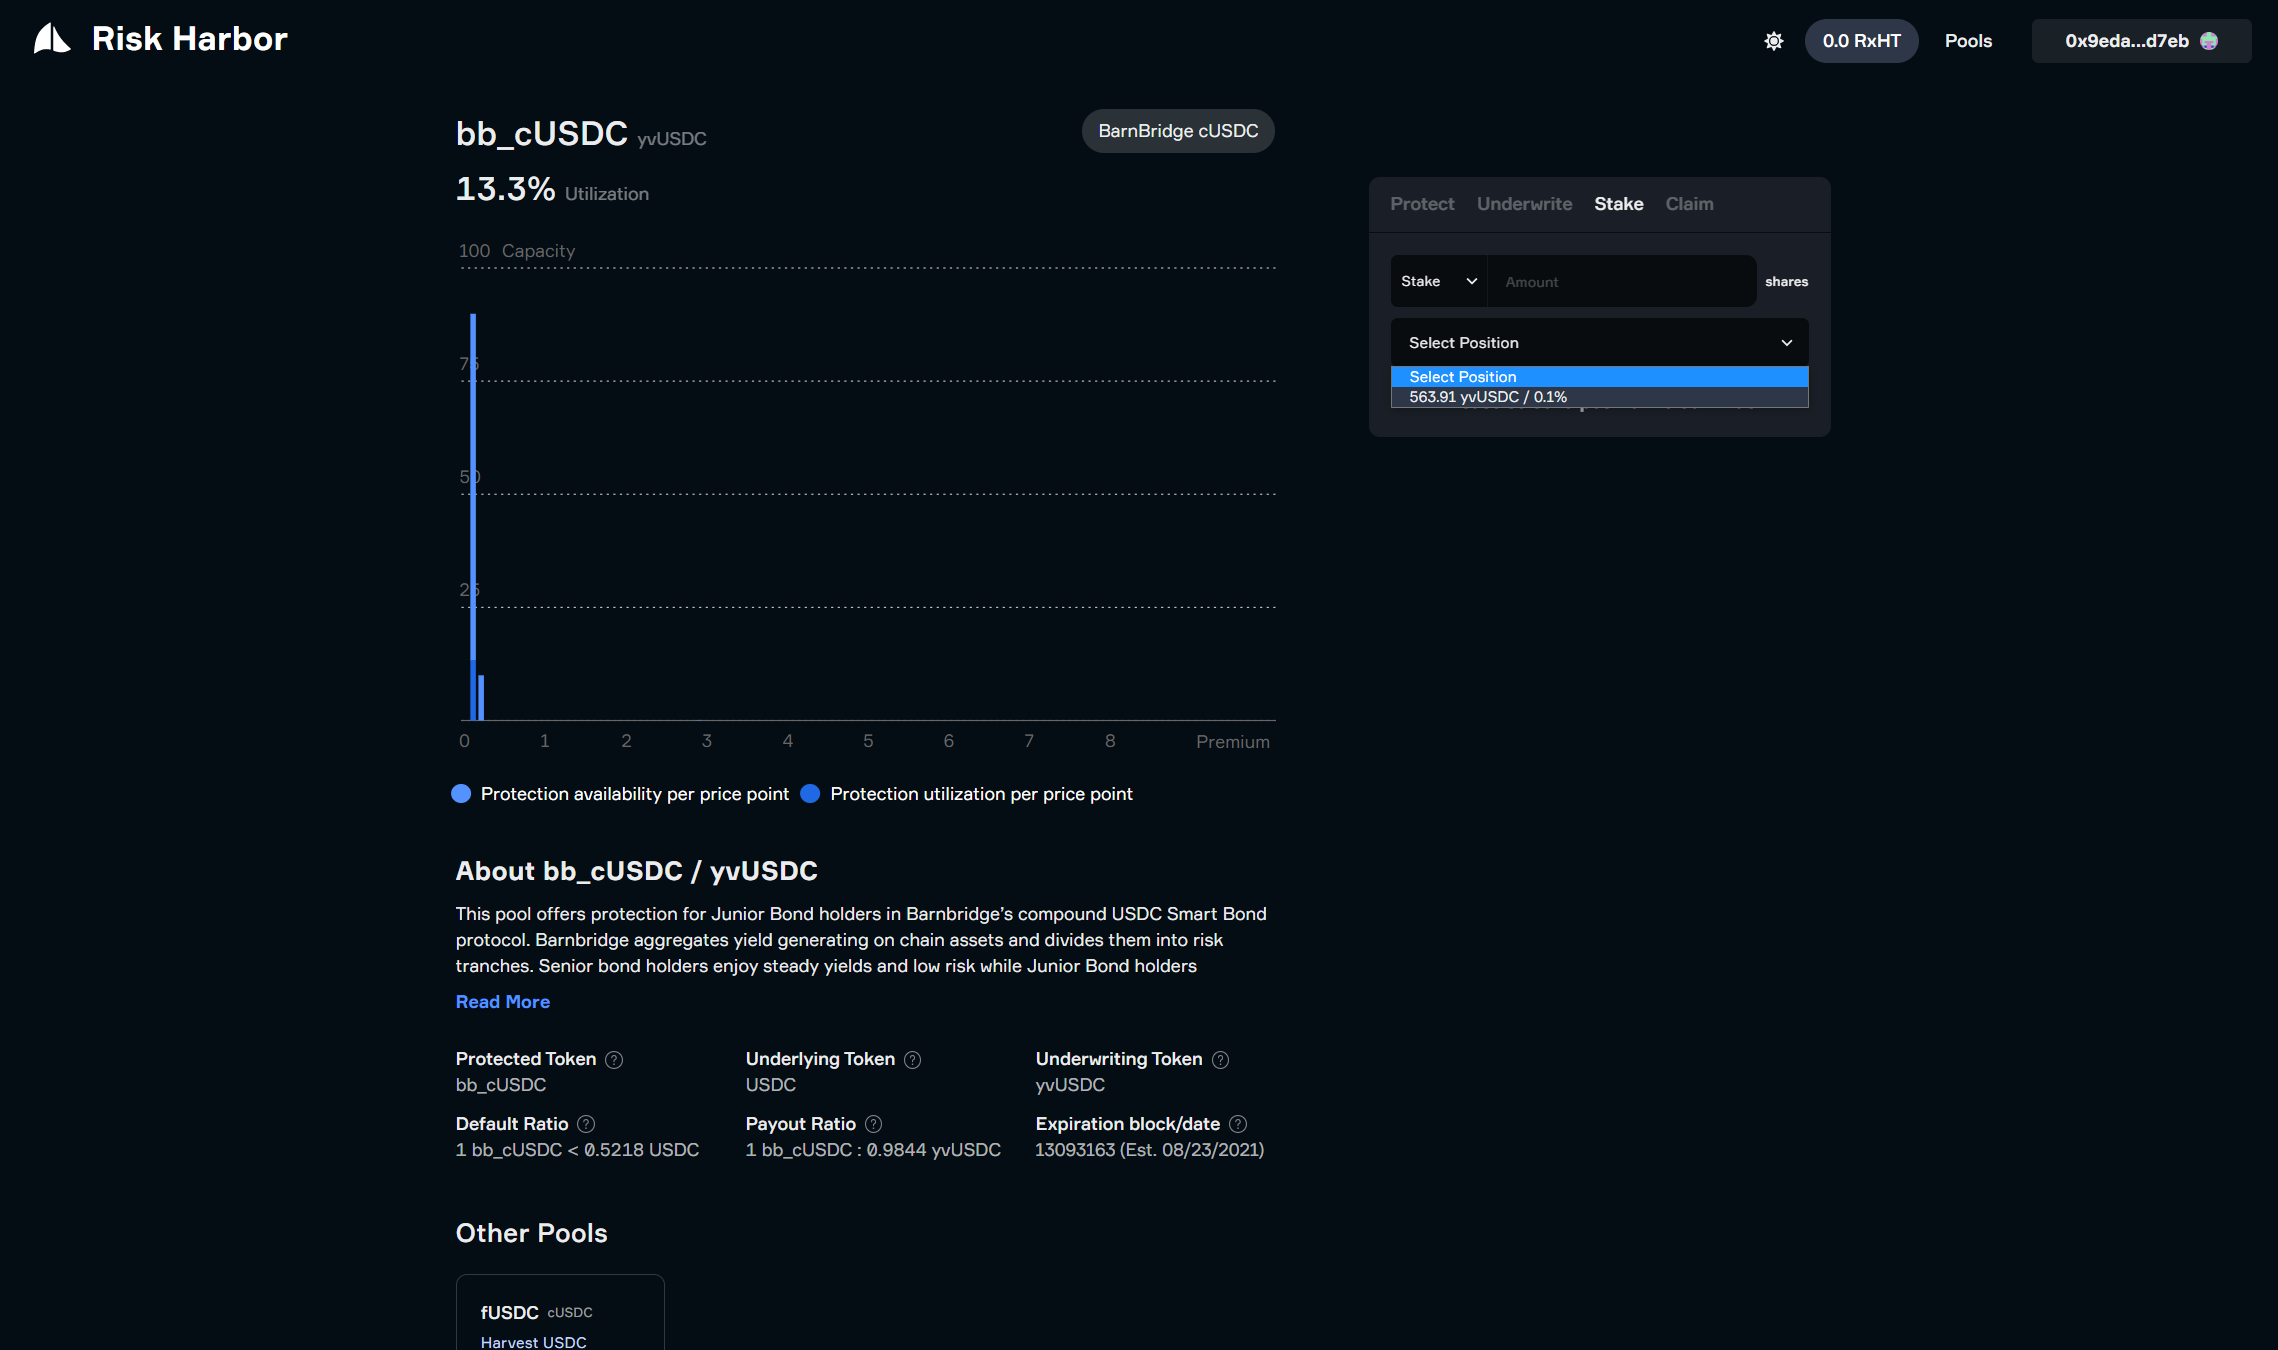 Risk Harbor
0.0 RxHT
Pools
0x9eda...d7eb
bb_cUSDC yvUSDC
BarnBridge cUSDC
13.3% Utilization
100 Capacity
75
50
25
0 1 2 3 4 5 6 7 8 Premium
Protection availability per price point
Protection utilization per price point
Protect Underwrite Stake Claim
Stake Amount shares
Select Position
Select Position
563.91 yvUSDC / 0.1%
About bb_cUSDC / yvUSDC
This pool offers protection for Junior Bond holders in Barnbridge’s compound USDC Smart Bond
protocol. Barnbridge aggregates yield generating on chain assets and divides them into risk
tranches. Senior bond holders enjoy steady yields and low risk while Junior Bond holders
Read More
Protected Token ?
bb_cUSDC
Underlying Token ?
USDC
Underwriting Token ?
yvUSDC
Default Ratio ?
1 bb_cUSDC < 0.5218 USDC
Payout Ratio ?
1 bb_cUSDC : 0.9844 yvUSDC
Expiration block/date ?
13093163 (Est. 08/23/2021)
Other Pools
fUSDC cUSDC
Harvest USDC